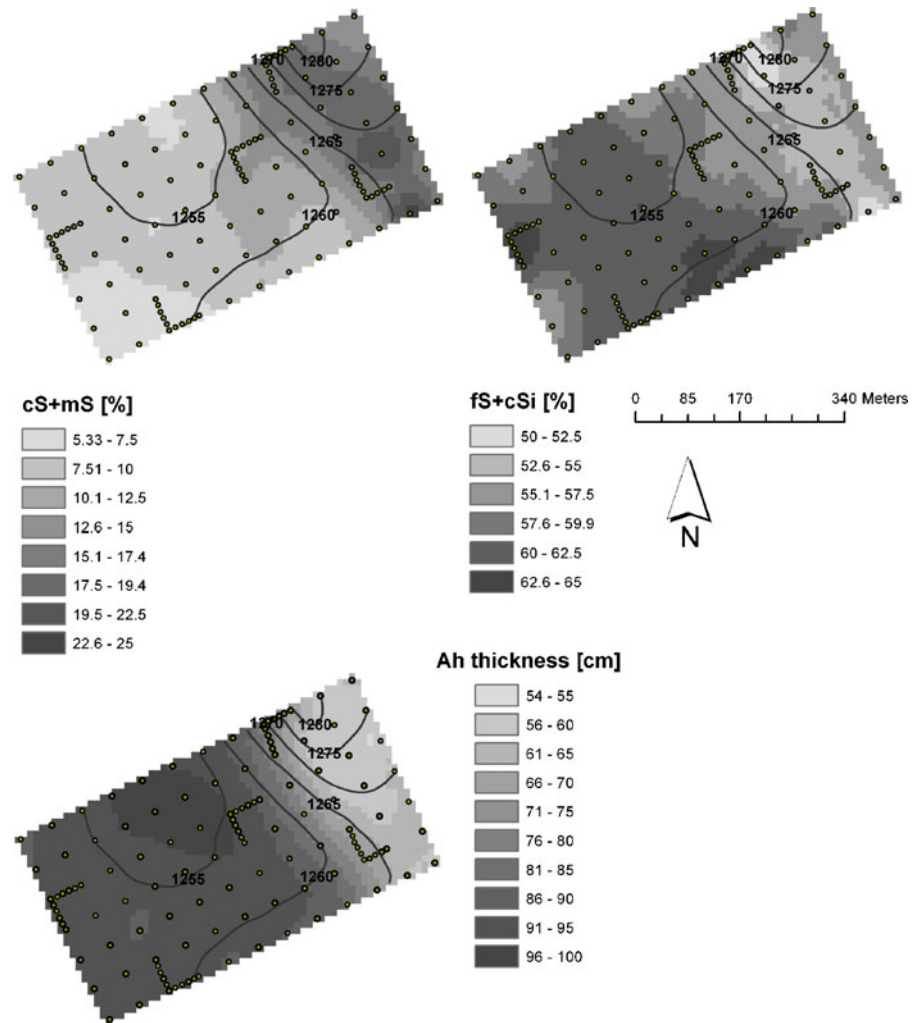 1270
1280
1275
1265
1260
1255
1270
1280
1275
1265
1260
1255
cS+mS [%]
5.33 - 7.5
7.51 - 10
10.1 - 12.5
12.6 - 15
15.1 - 17.4
17.5 - 19.4
19.5 - 22.5
22.6 - 25
fS+cSi [%]
50 - 52.5
52.6 - 55
55.1 - 57.5
57.6 - 59.9
60 - 62.5
62.6 - 65
0 85 170 340 Meters
N
Ah thickness [cm]
54 - 55
56 - 60
61 - 65
66 - 70
71 - 75
76 - 80
81 - 85
86 - 90
91 - 95
96 - 100
1270
1280
1275
1265
1260
1255